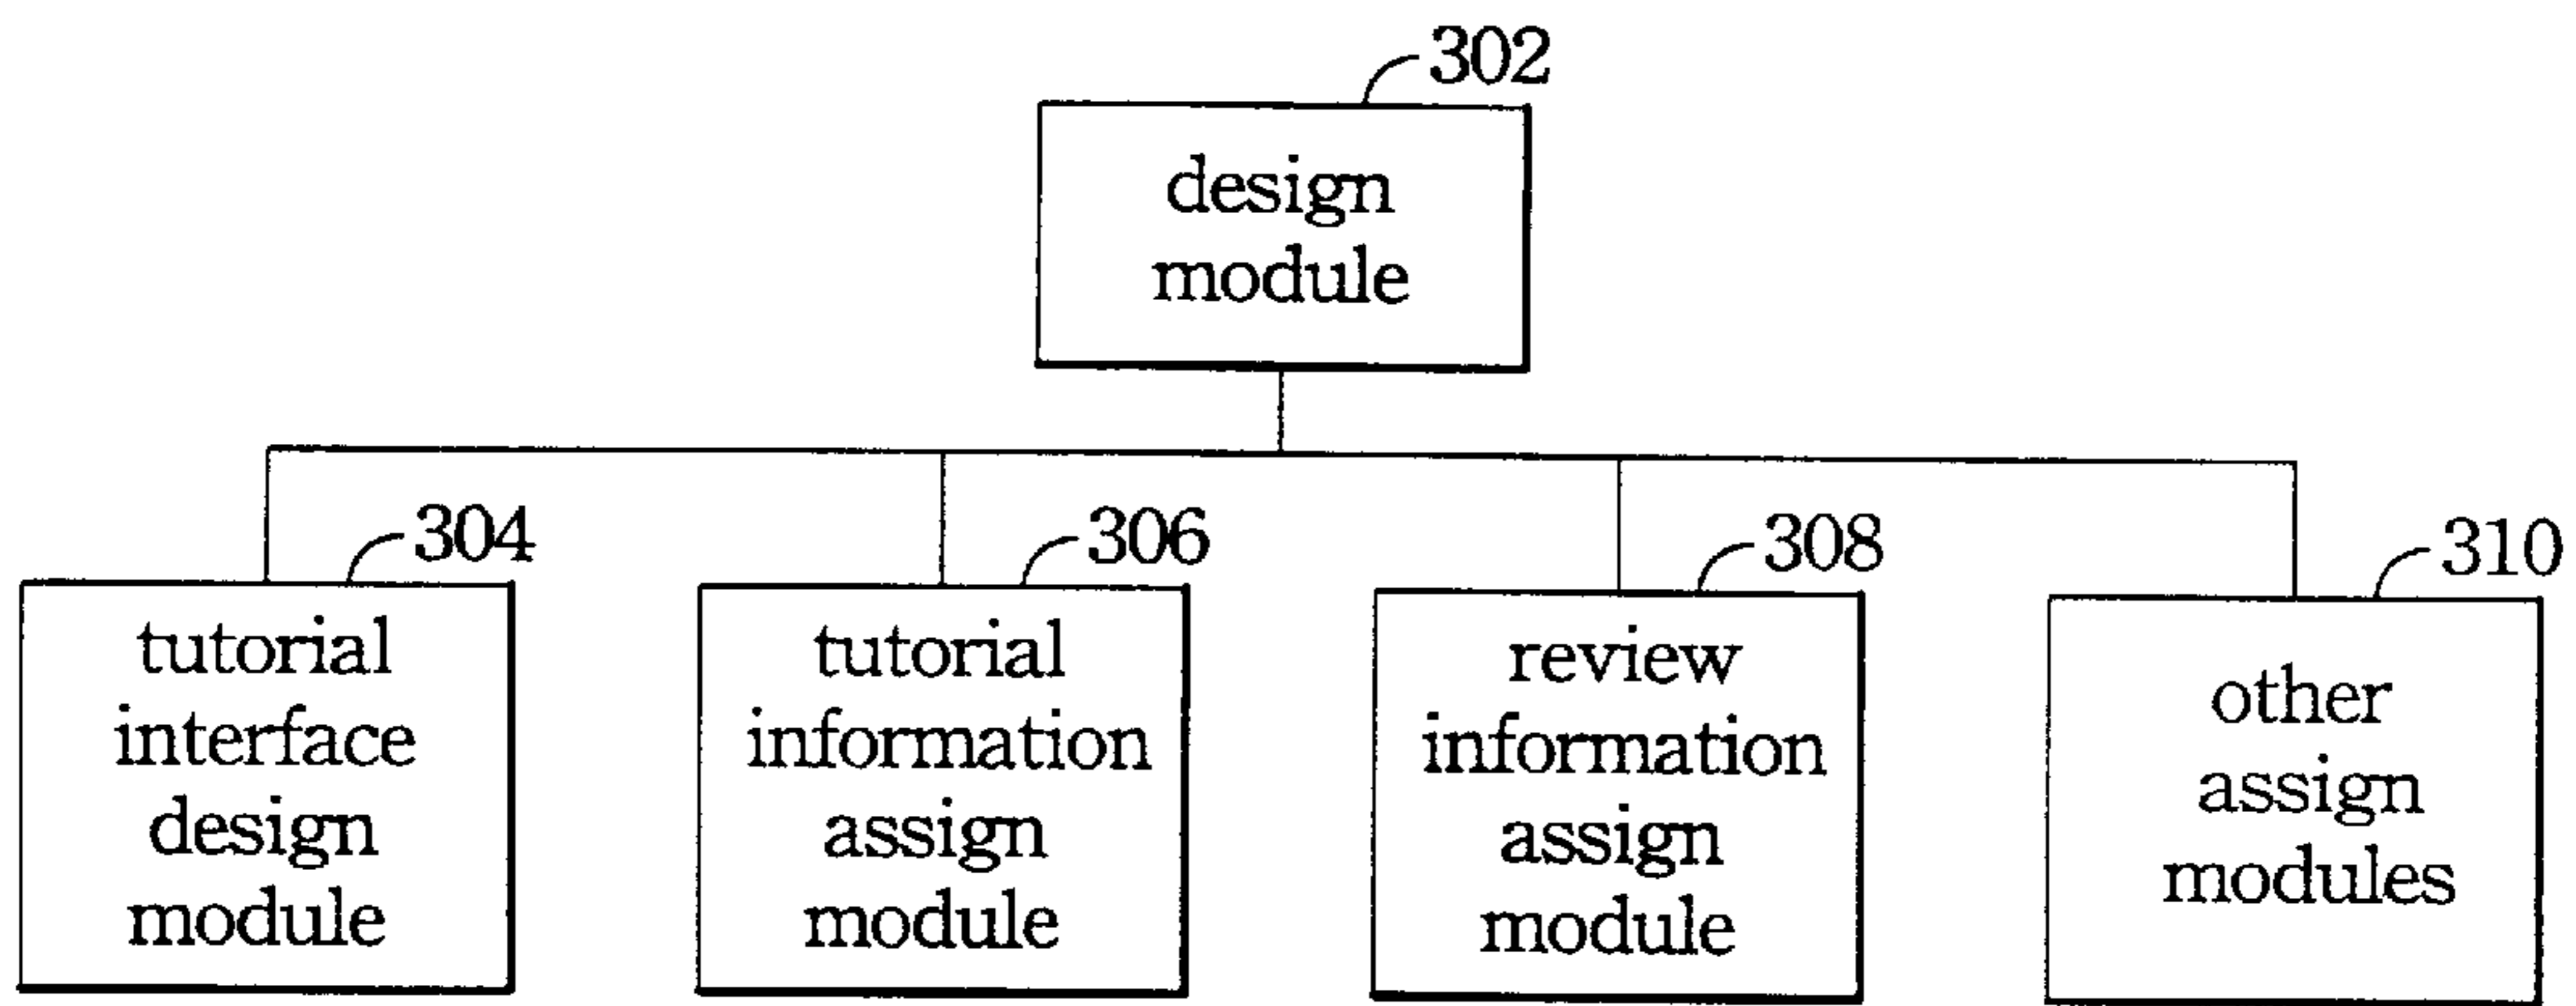 302
design
module
304
306
308
310
tutorial
interface
design
module
tutorial
information
assign
module
review
information
assign
module
other
assign
modules